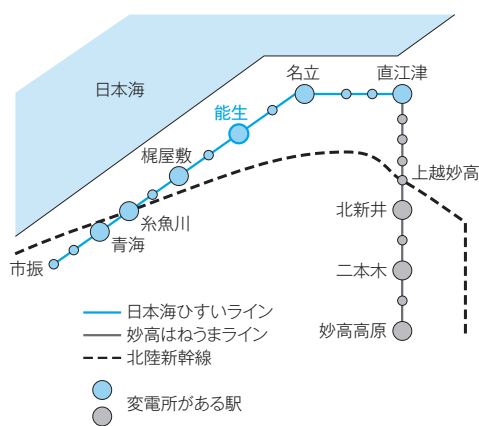 日本海
名立
直江津
能生
梶屋敷
上越妙高
糸魚川
北新井
青海
市振
二本木
妙高高原
日本海ひすいライン
妙高はねうまライン
北陸新幹線
変電所がある駅